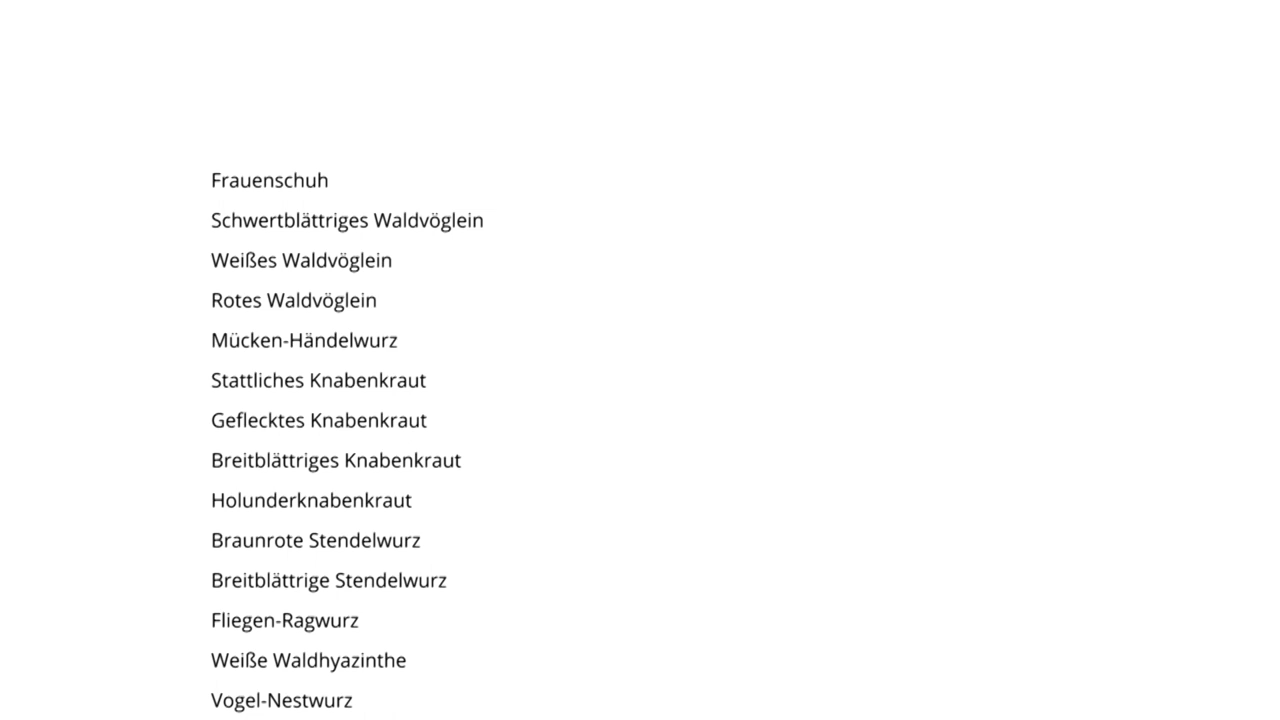 Frauenschuh
Schwertblättriges Waldvöglein
Weißes Waldvöglein
Rotes Waldvöglein
Mücken-Händelwurz
Stattliches Knabenkraut
Geflecktes Knabenkraut
Breitblättriges Knabenkraut
Holunderknabenkraut
Braunrote Stendelwurz
Breitblättrige Stendelwurz
Fliegen-Ragwurz
Weiße Waldhyazinthe
Vogel-Nestwurz